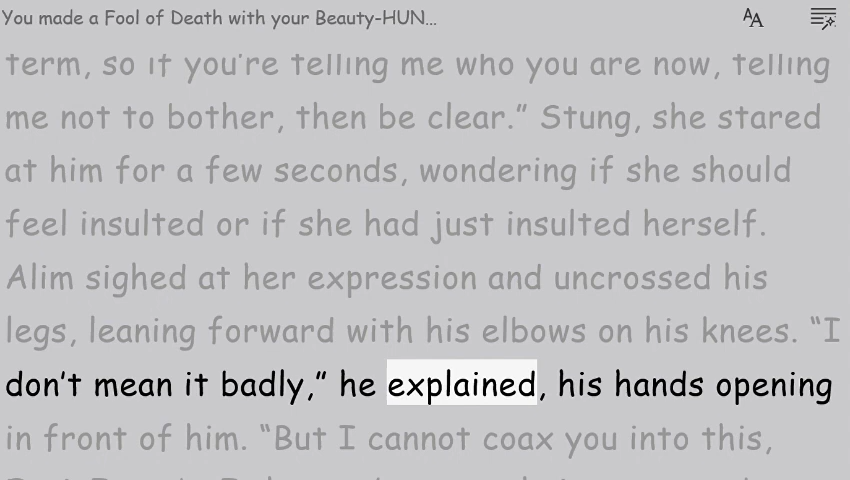 You made a Fool of Death with your Beauty-HUN...
AA
term, so if you're telling me who you are now, telling
me not to bother, then be clear.” Stung, she stared
at him for a few seconds, wondering if she should
feel insulted or if she had just insulted herself.
Alim sighed at her expression and uncrossed his
legs, leaning forward with his elbows on his knees. “I
don’t mean it badly,” he explained, his hands opening
in front of him. “But I cannot coax you into this,